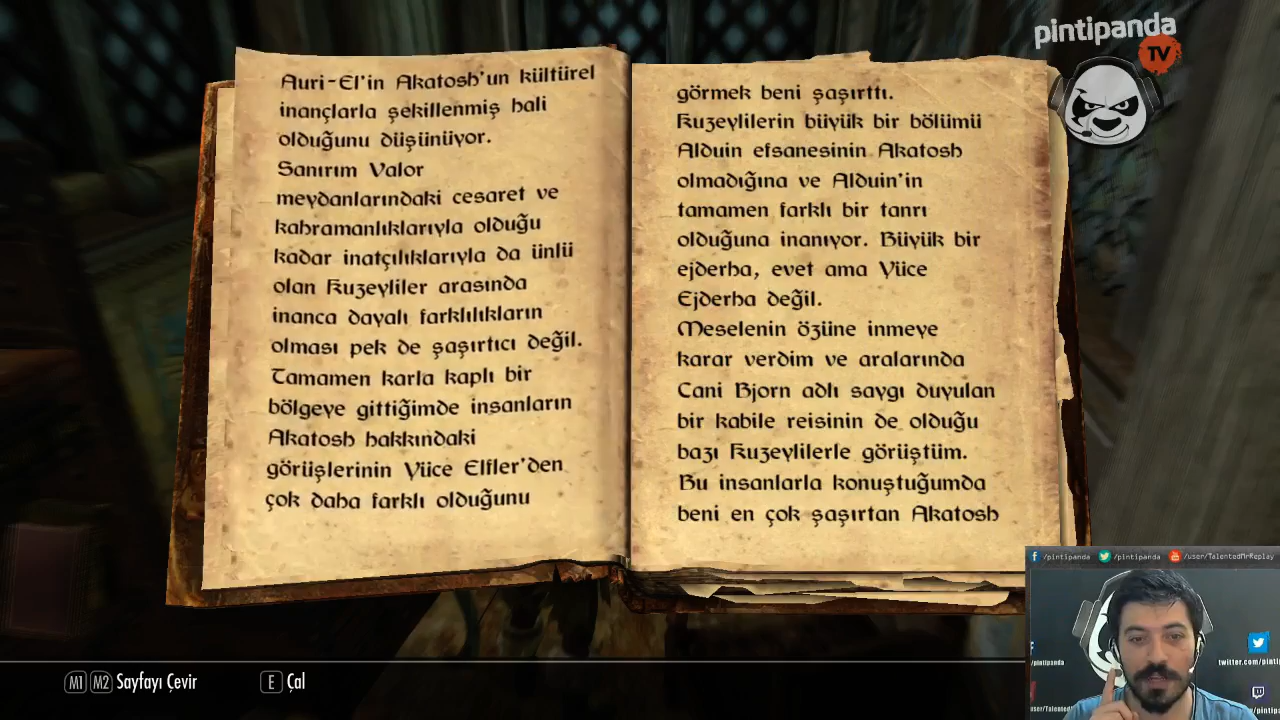 pintipanda
TV
Auri-El'in Akatosh'un kültürel
inançlarla şekillenmiş hali
olduğunu düşünüyor.
Sanırım Valor
meydanlarındaki cesaret ve
kahramanlıklarıyla olduğu
kadar inatçılıklarıyla da ünlü
olan Kuzeyliler arasında
inanca dayalı farklılıkların
olması pek de şaşırtıcı değil.
Tamamen karla kaplı bir
bölgeye gittiğimde insanların
Akatosh hakkındaki
görüşlerinin Yüce Elfler'den
çok daha farklı olduğunu
görmek beni şaşırttı.
Kuzeylilerin büyük bir bölümü
Alduin efsanesinin Akatosh
olmadığına ve Alduin'in
tamamen farklı bir tanrı
olduğuna inanıyor. Büyük bir
ejderha, evet ama Yüce
Ejderha değil.
Meselenin özüne inmeye
karar verdim ve aralarında
Cani Bjorn adlı saygı duyulan
bir kabile reisinin de olduğu
bazı Kuzeylilerle görüştüm.
Bu insanlarla konuştuğumda
beni en çok şaşırtan Akatosh
M1 M2 Sayfayı Çevir
E Çal
/pintipanda /pintipanda /user/TalentedMrReplay
/pintipanda
twitter.com/pinti